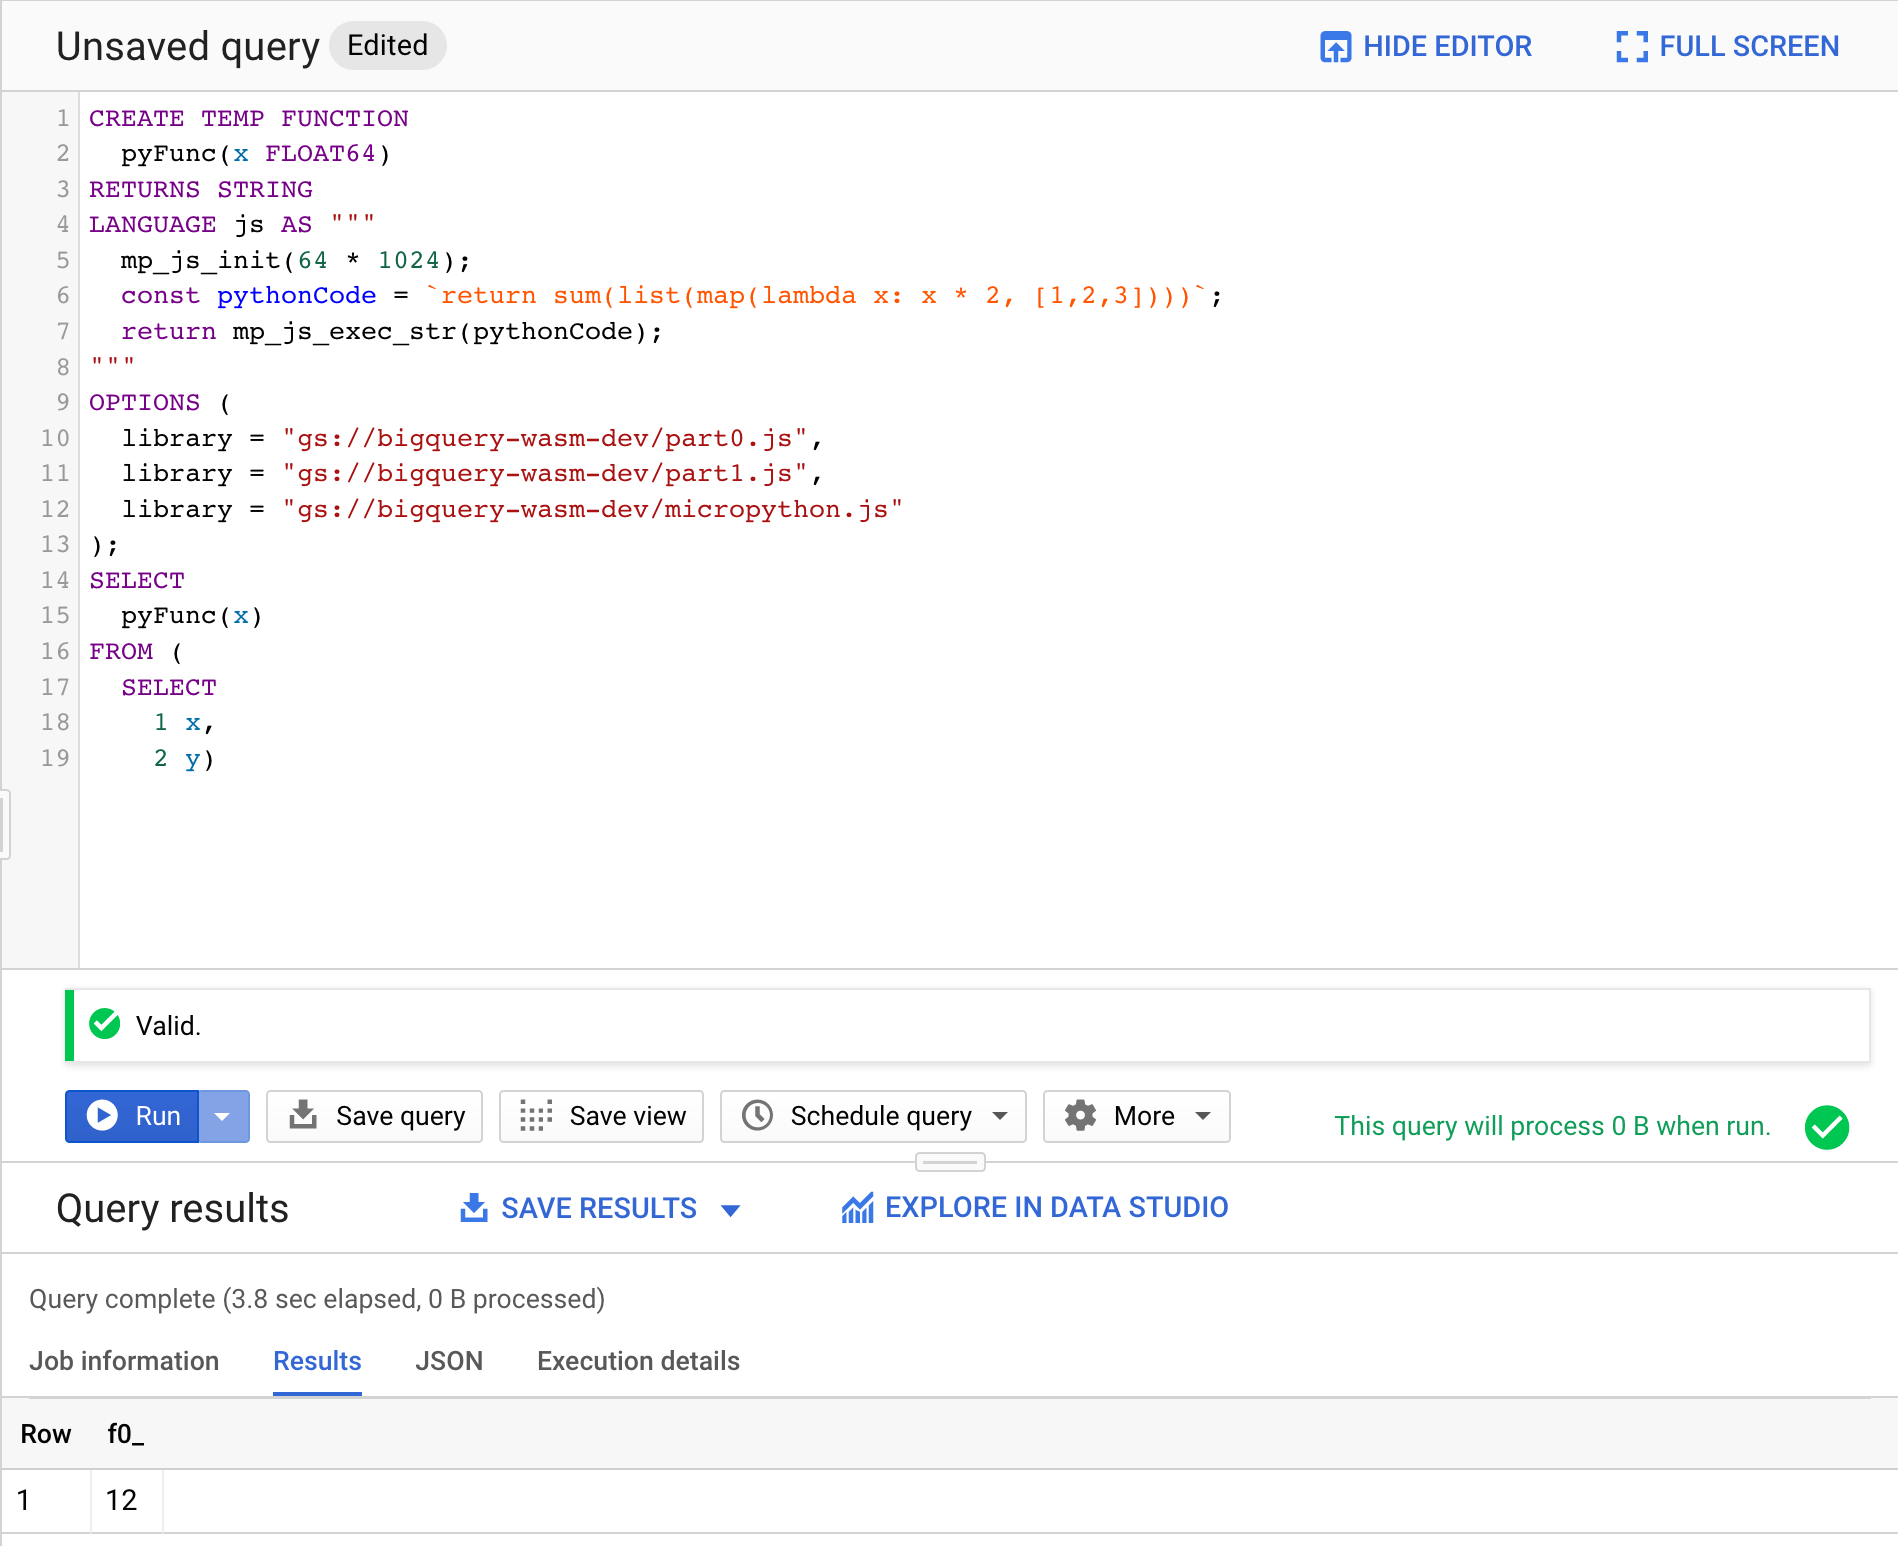 Unsaved query Edited HIDE EDITOR FULL SCREEN
1 CREATE TEMP FUNCTION
2   pyFunc(x FLOAT64)
3 RETURNS STRING
4 LANGUAGE js AS """
5   mp_js_init(64 * 1024);
6   const pythonCode = `return sum(list(map(lambda x: x * 2, [1,2,3])))`;
7   return mp_js_exec_str(pythonCode);
8 """
9 OPTIONS (
10   library = "gs://bigquery-wasm-dev/part0.js",
11   library = "gs://bigquery-wasm-dev/part1.js",
12   library = "gs://bigquery-wasm-dev/micropython.js"
13 );
14 SELECT
15   pyFunc(x)
16 FROM (
17   SELECT
18     1 x,
19     2 y)
Valid.
Run Save query Save view Schedule query More This query will process 0 B when run.
Query results SAVE RESULTS EXPLORE IN DATA STUDIO
Query complete (3.8 sec elapsed, 0 B processed)
Job information Results JSON Execution details
Row f0_
1 12